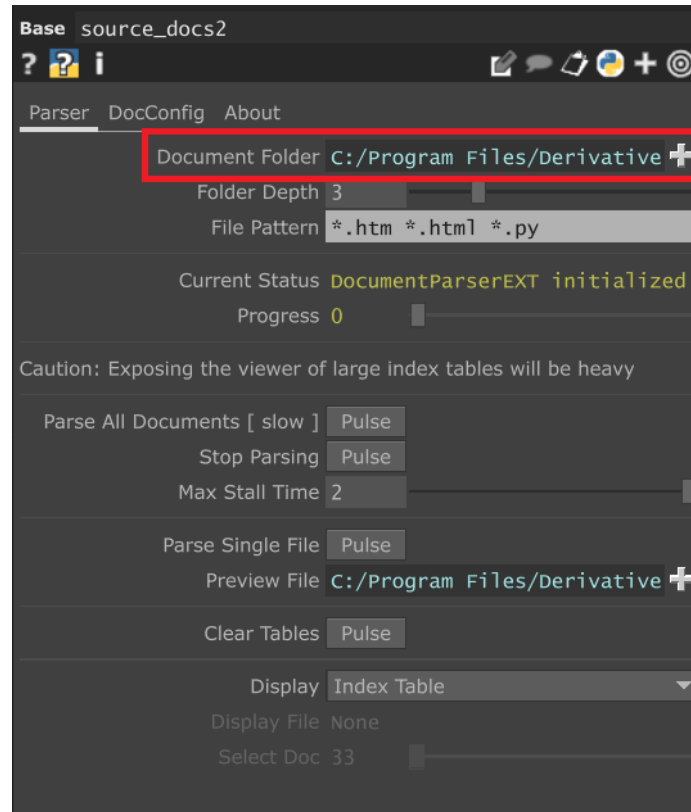 Base source_docs2
? ? i
Parser DocConfig About
Document Folder C:/Program Files/Derivative
Folder Depth 3
File Pattern *.htm *.html *.py
Current Status DocumentParserEXT initialized
Progress 0
Caution: Exposing the viewer of large index tables will be heavy
Parse All Documents [ slow ] Pulse
Stop Parsing Pulse
Max Stall Time 2
Parse Single File Pulse
Preview File C:/Program Files/Derivative
Clear Tables Pulse
Display Index Table
Display File None
Select Doc 33